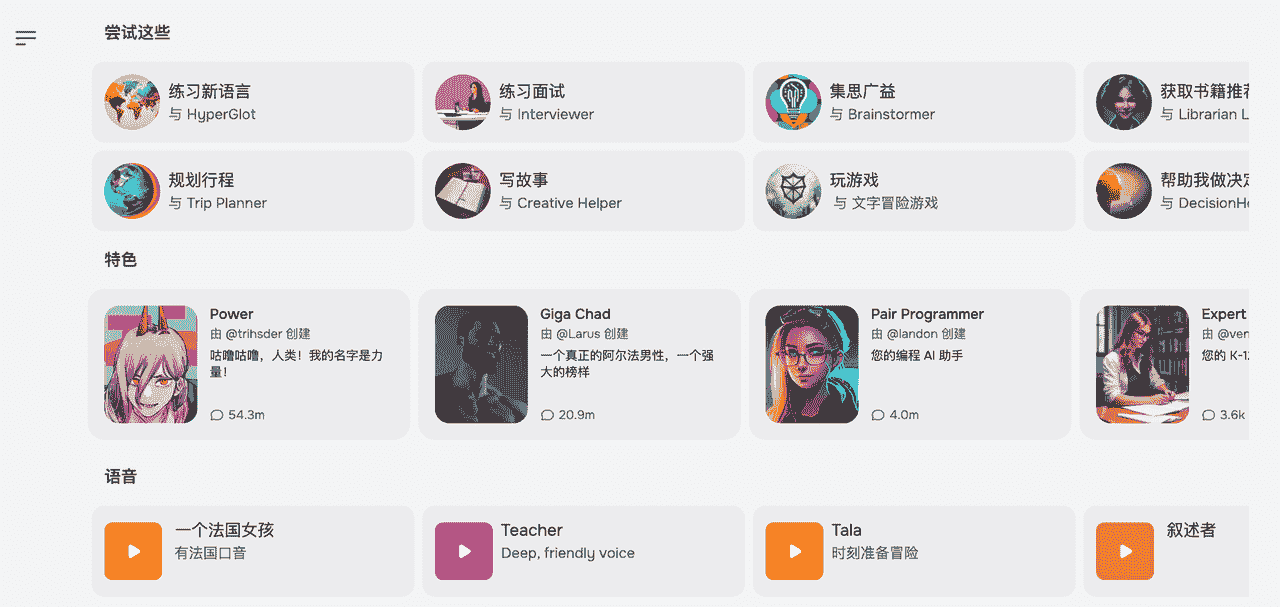 尝试这些
练习新语言
与 HyperGlot
练习面试
与 Interviewer
集思广益
与 Brainstormer
获取书籍推荐
与 Librarian L
规划行程
与 Trip Planner
写故事
与 Creative Helper
玩游戏
与 文字冒险游戏
帮助我做决定
与 DecisionHe
特色
Power
由 @trihsder 创建
咕噜咕噜，人类！我的名字是力
量！
54.3m
Giga Chad
由 @Larus 创建
一个真正的阿尔法男性，一个强
大的榜样
20.9m
Pair Programmer
由 @landon 创建
您的编程 AI 助手
4.0m
Expert
由 @ven
您的 K-12
3.6k
语音
一个法国女孩
有法国口音
Teacher
Deep, friendly voice
Tala
时刻准备冒险
叙述者